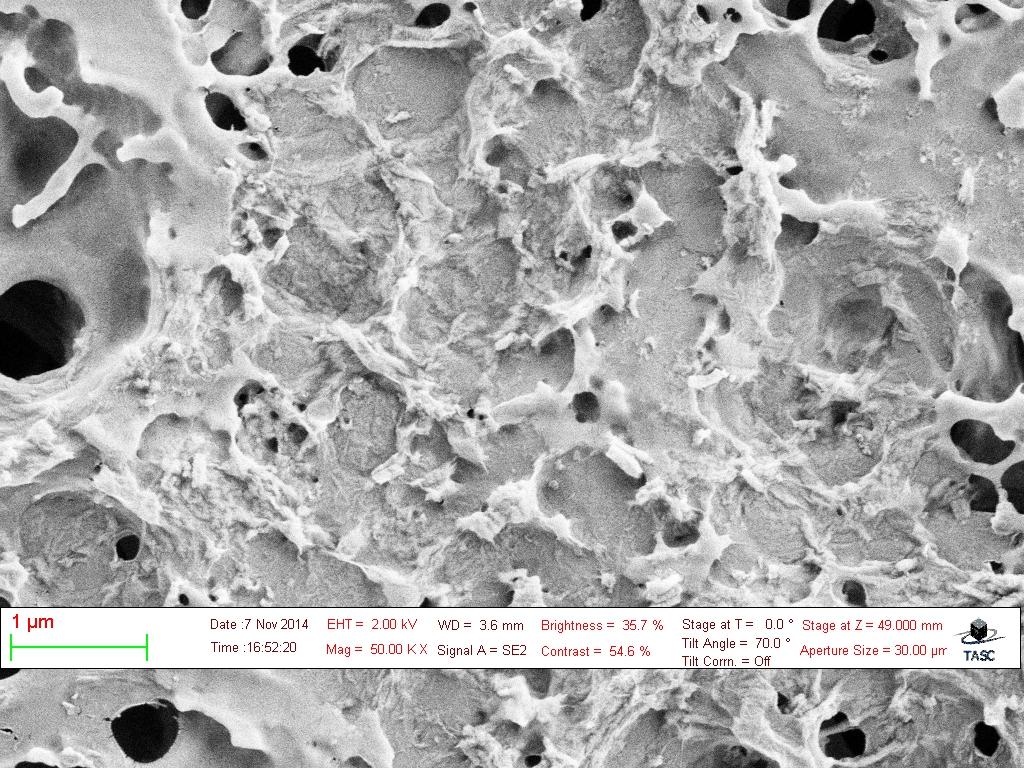 1 µm
Date :7 Nov 2014
Time :16:52:20
EHT = 2.00 kV
Mag = 50.00 K X
WD = 3.6 mm
Signal A = SE2
Brightness = 35.7 %
Contrast = 54.6 %
Stage at T = 0.0 °
Tilt Angle = 70.0 °
Tilt Corrn. = Off
Stage at Z = 49.000 mm
Aperture Size = 30.00 µm
TASC